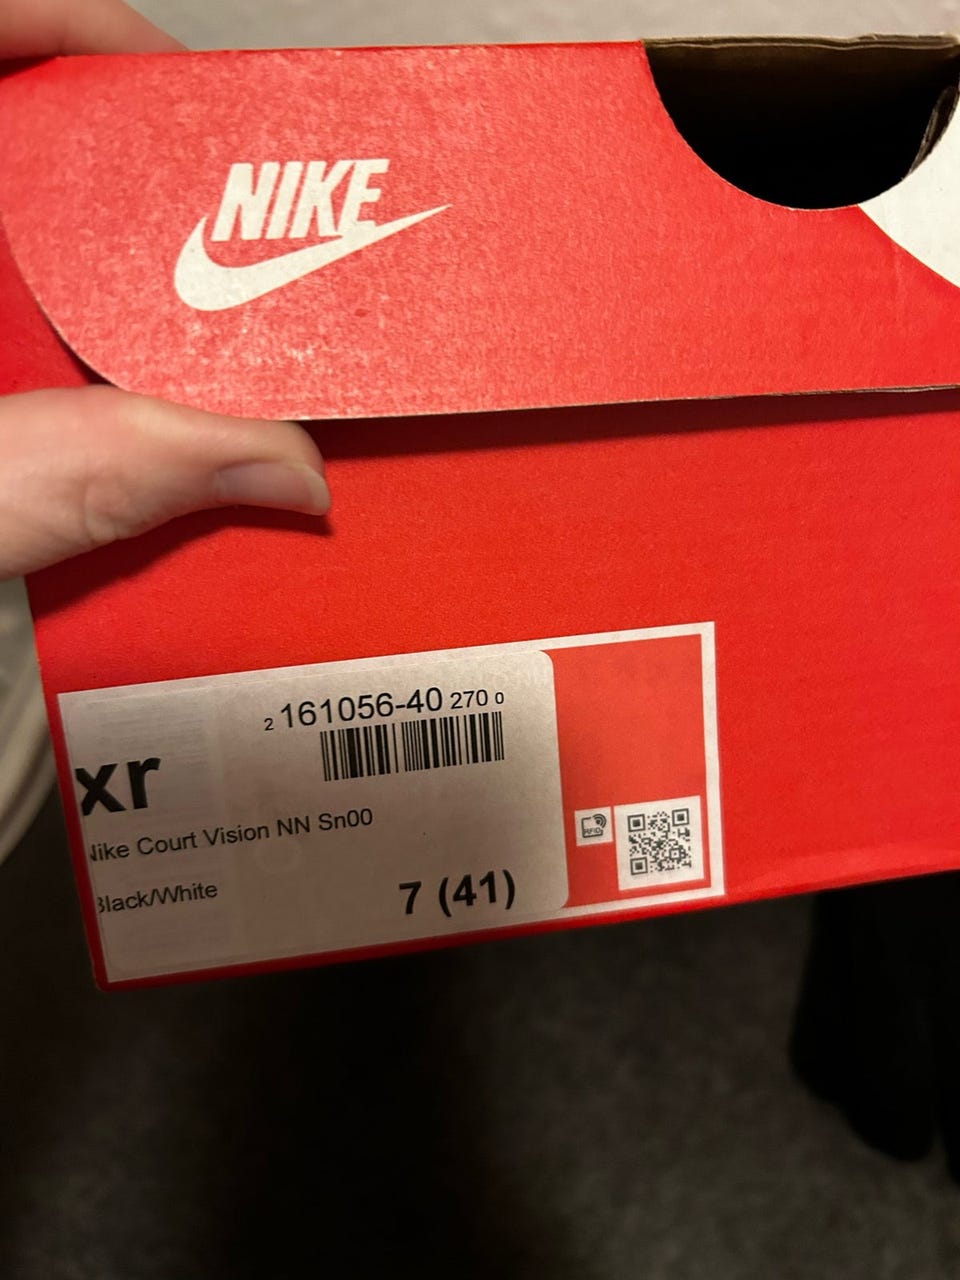 NIKE
2 161056-40 270 0
xr
Nike Court Vision NN Sn00
Black/White
7 (41)
RFID